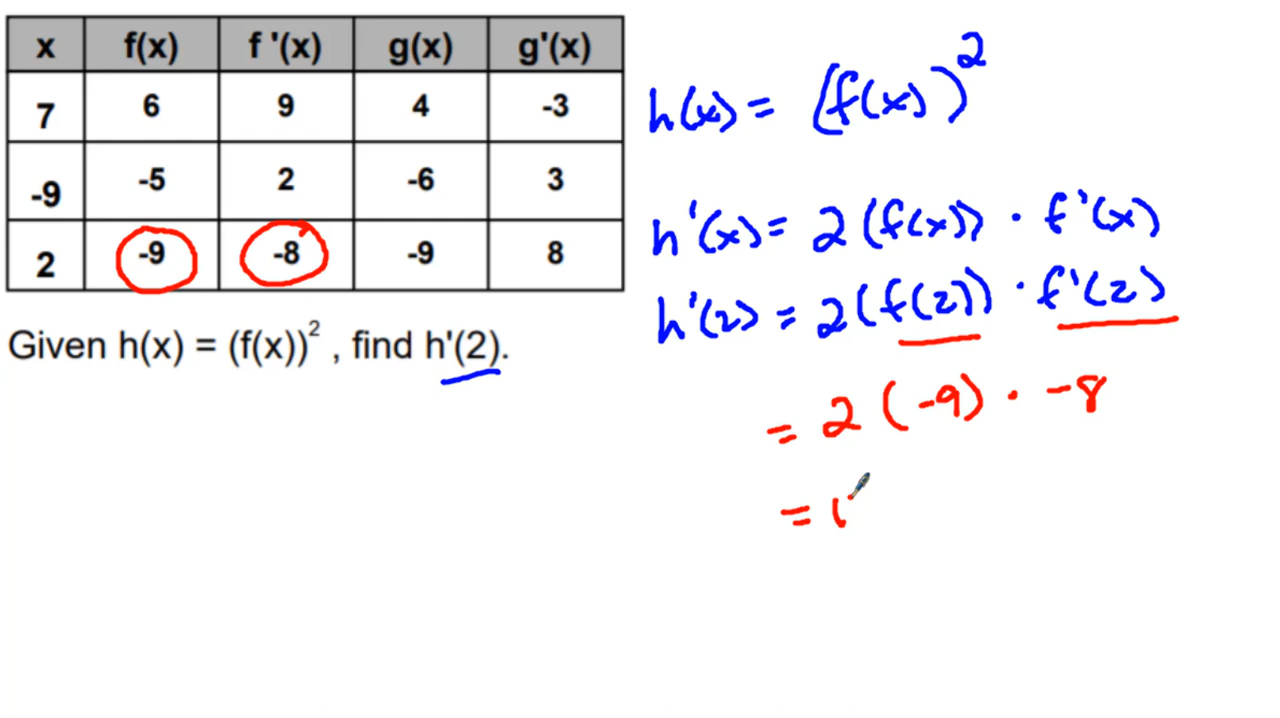 x f(x) f '(x) g(x) g'(x)
7 6 9 4 -3
-9 -5 2 -6 3
2 -9 -8 -9 8
Given h(x) = (f(x))² , find h'(2).
h(x) = (f(x))²
h'(x) = 2(f(x)) · f'(x)
h'(2) = 2(f(2)) · f'(2)
= 2(-9) · -8
= 1